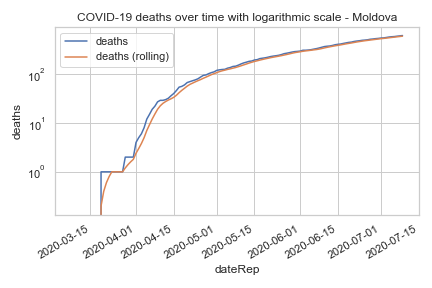 COVID-19 deaths over time with logarithmic scale - Moldova
deaths
deaths (rolling)
10²
10¹
10⁰
deaths
2020-03-15
2020-04-01
2020-04-15
2020-05-01
2020-05-15
2020-06-01
2020-06-15
2020-07-01
2020-07-15
dateRep